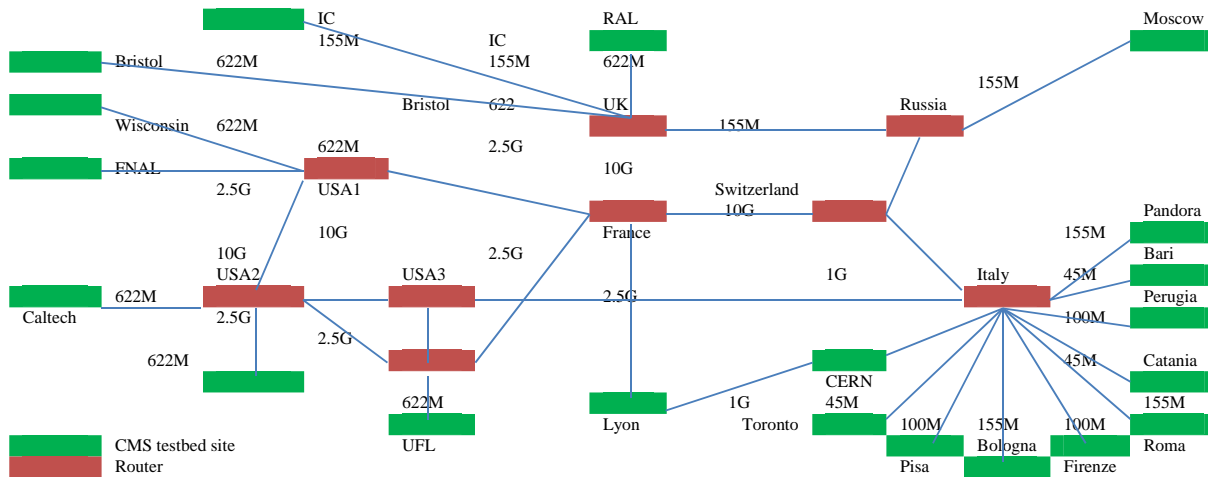 IC RAL Moscow
155M IC
Bristol 622M 155M 622M
155M
Bristol 622 UK Russia
Wisconsin 622M 155M
622M 2.5G
FNAL 10G
2.5G USA1 Switzerland
10G Pandora
10G France
10G 2.5G 155M
Bari
USA2 USA3 1G Italy 45M
622M 2.5G Perugia
Caltech 2.5G 100M
2.5G
622M 45M Catania
CERN
622M 1G 45M 155M
UFL Lyon Toronto 100M 155M 100M Roma
CMS testbed site Bologna
Router Pisa Firenze